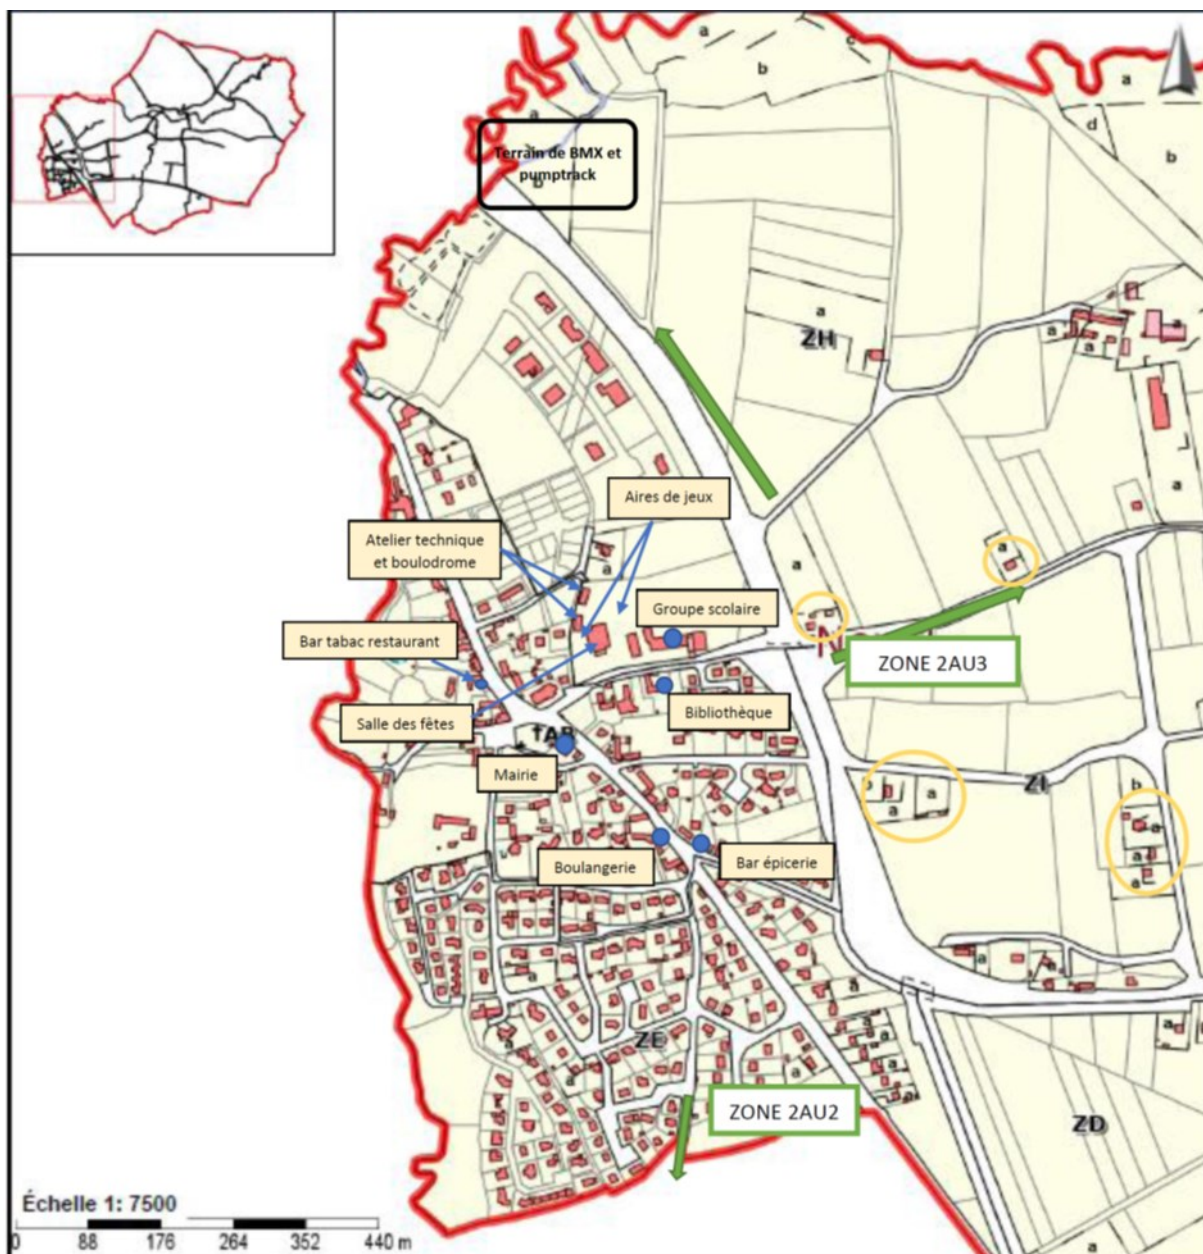 a
c
b
a
a
d
b
Terrain de BMX et
pumptrack
b
a
ZH
a
a
a
a
Aires de jeux
Atelier technique
et boulodrome
a
a
a
Groupe scolaire
Bar tabac restaurant
ZONE 2AU3
Salle des fêtes
Bibliothèque
Mairie
ZI
b
a
a
b
a
a
a
Boulangerie
Bar épicerie
a
a
a
a
a
a
ZE
a
a
a
a
a
a
ZONE 2AU2
ZD
Échelle 1: 7500
0 88 176 264 352 440 m